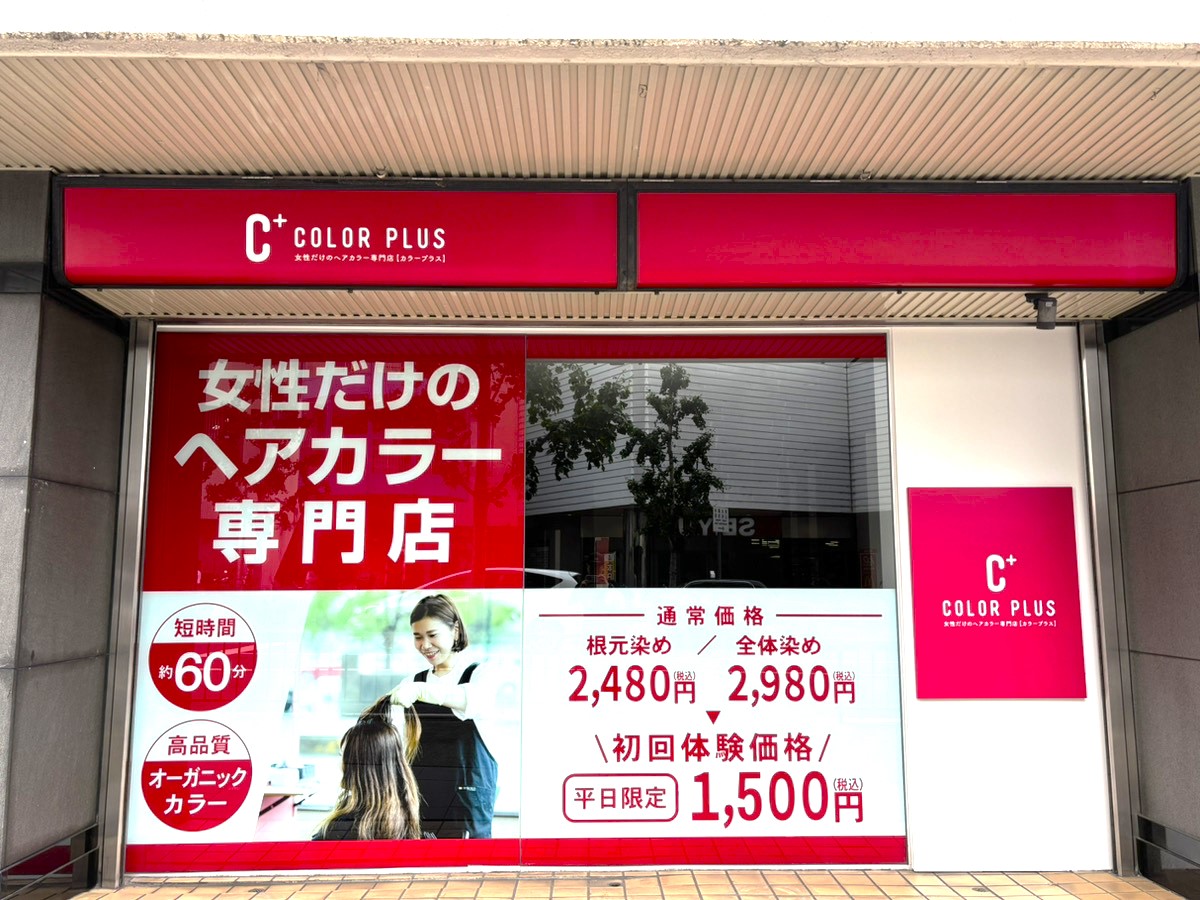 C+ COLOR PLUS
女性だけのヘアカラー専門店[カラープラス]
女性だけの
ヘアカラー
専門店
短時間
約60分
高品質
オーガニック
カラー
通常価格
根元染め / 全体染め
2,480円(税込) 2,980円(税込)
▼
\初回体験価格/
平日限定 1,500円(税込)
C+
COLOR PLUS
女性だけのヘアカラー専門店[カラープラス]